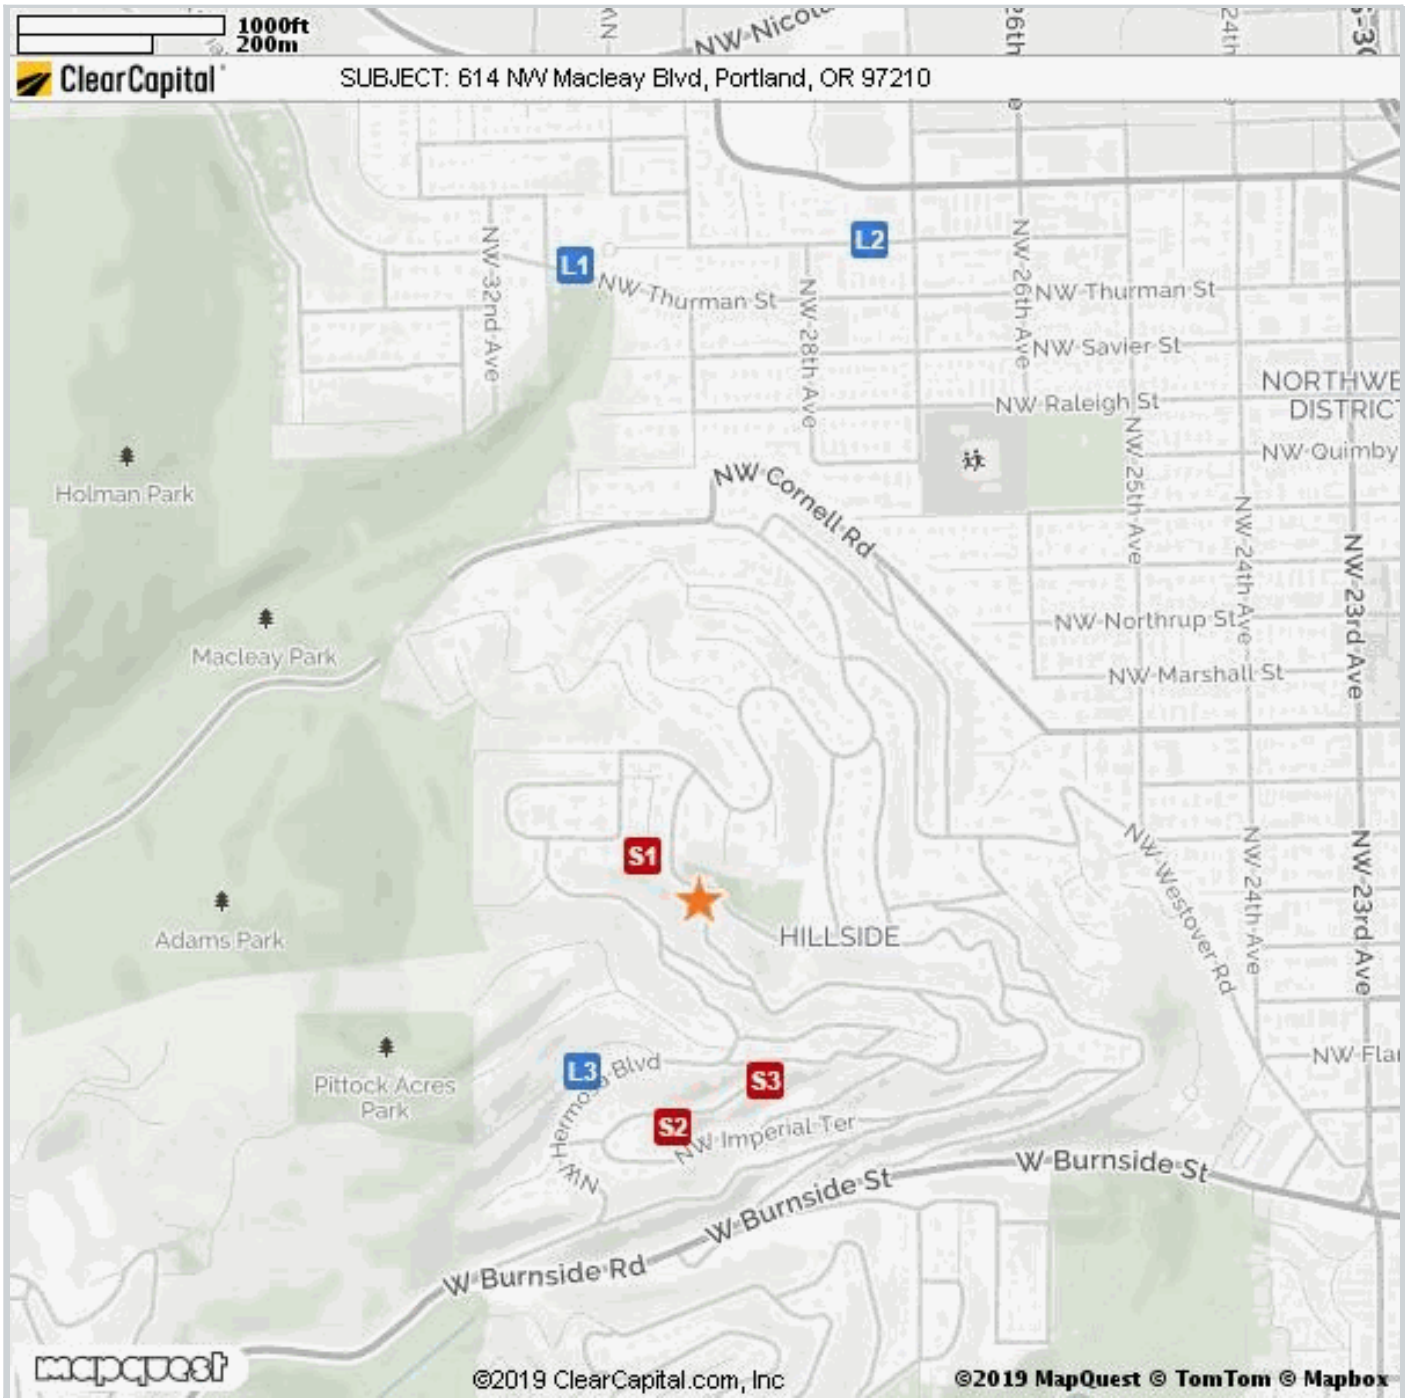 1000ft
200m
NW Nicola
26th
24th
ClearCapital
SUBJECT: 614 NW Macleay Blvd, Portland, OR 97210
L1
L2
NW 32nd Ave
NW Thurman St
NW 28th Ave
NW 26th Ave
NW Thurman St
NW Savier St
NORTHWE
DISTRICT
NW Raleigh St
NW 25th Ave
NW Quimby
Holman Park
NW Cornell Rd
NW 24th Ave
NW 23rd Ave
Macleay Park
NW Northrup St
NW Marshall St
S1
NW Westover Rd
NW 24th Ave
NW 23rd Ave
Adams Park
HILLSIDE
Pittock Acres
Park
L3
NW Hermosa Blvd
S3
S2
NW Imperial Ter
NW Fla
W Burnside St
W Burnside St
W Burnside Rd
mapquest
©2019 ClearCapital.com, Inc
©2019 MapQuest © TomTom © Mapbox